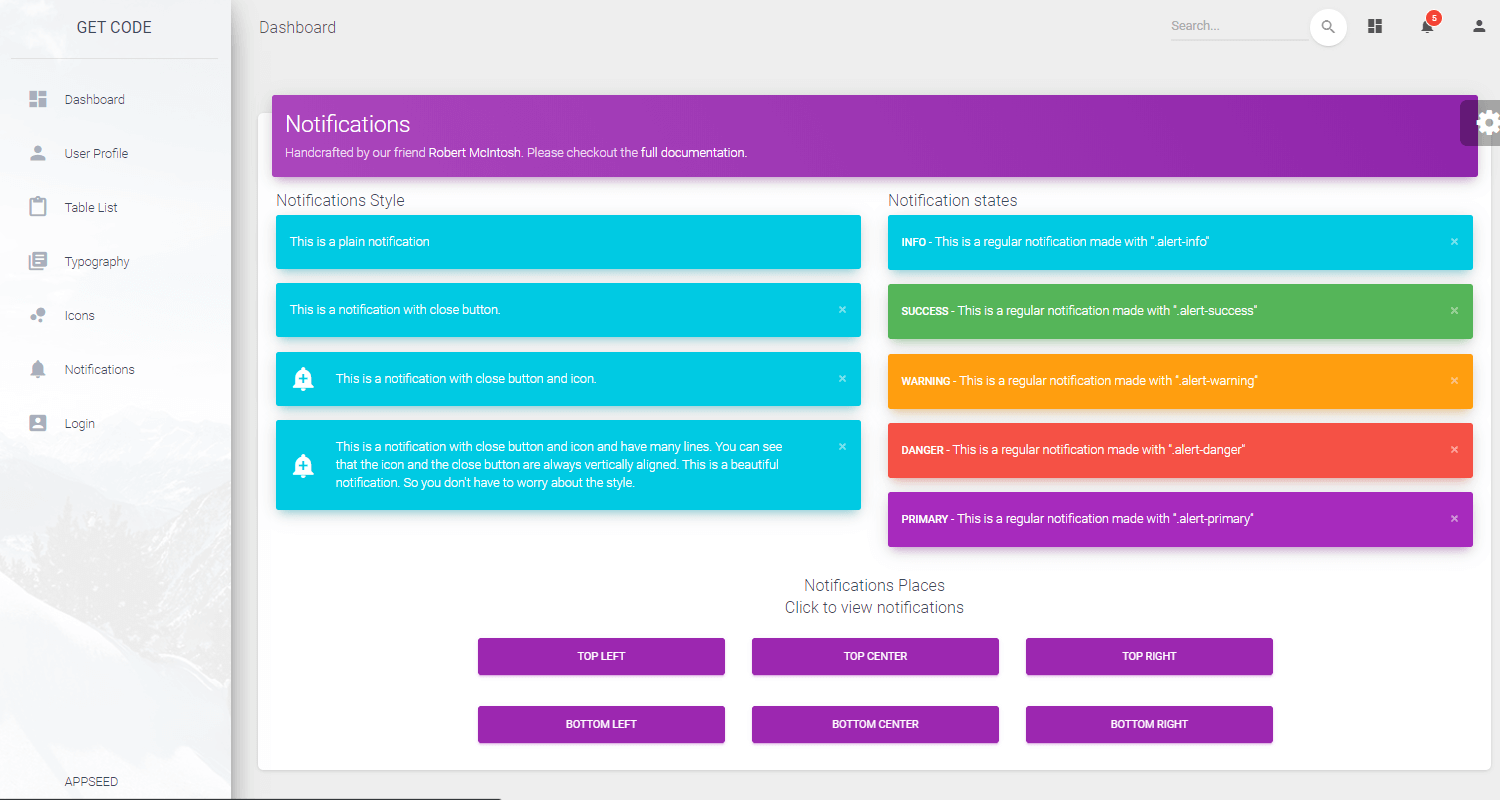 GET CODE
Dashboard
User Profile
Table List
Typography
Icons
Notifications
Login
APPSEED
Dashboard
Search...
5
Notifications
Handcrafted by our friend Robert McIntosh. Please checkout the full documentation.
Notifications Style
This is a plain notification
This is a notification with close button.
×
This is a notification with close button and icon.
×
This is a notification with close button and icon and have many lines. You can see
that the icon and the close button are always vertically aligned. This is a beautiful
notification. So you don't have to worry about the style.
×
Notification states
INFO - This is a regular notification made with ".alert-info"
×
SUCCESS - This is a regular notification made with ".alert-success"
×
WARNING - This is a regular notification made with ".alert-warning"
×
DANGER - This is a regular notification made with ".alert-danger"
×
PRIMARY - This is a regular notification made with ".alert-primary"
×
Notifications Places
Click to view notifications
TOP LEFT
TOP CENTER
TOP RIGHT
BOTTOM LEFT
BOTTOM CENTER
BOTTOM RIGHT